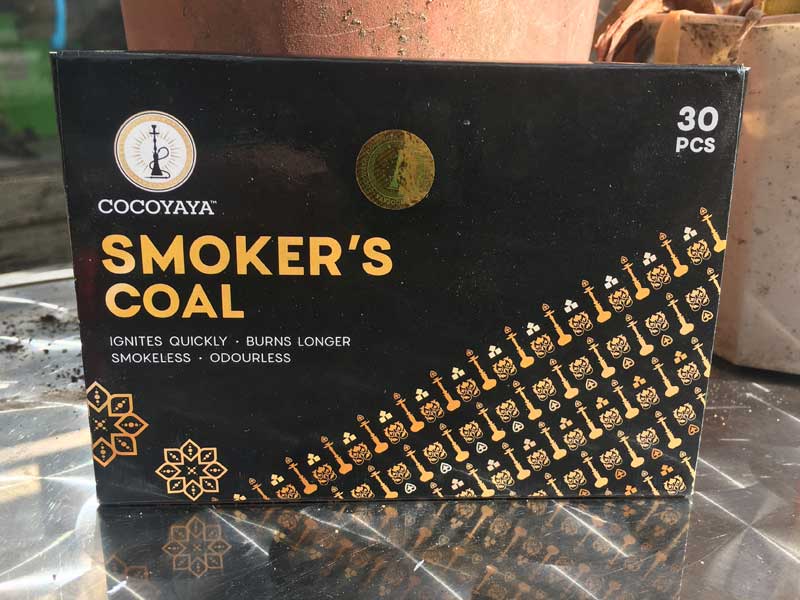 COCOYAYA™
SMOKER'S
COAL
IGNITES QUICKLY · BURNS LONGER
SMOKELESS · ODOURLESS
30
PCS